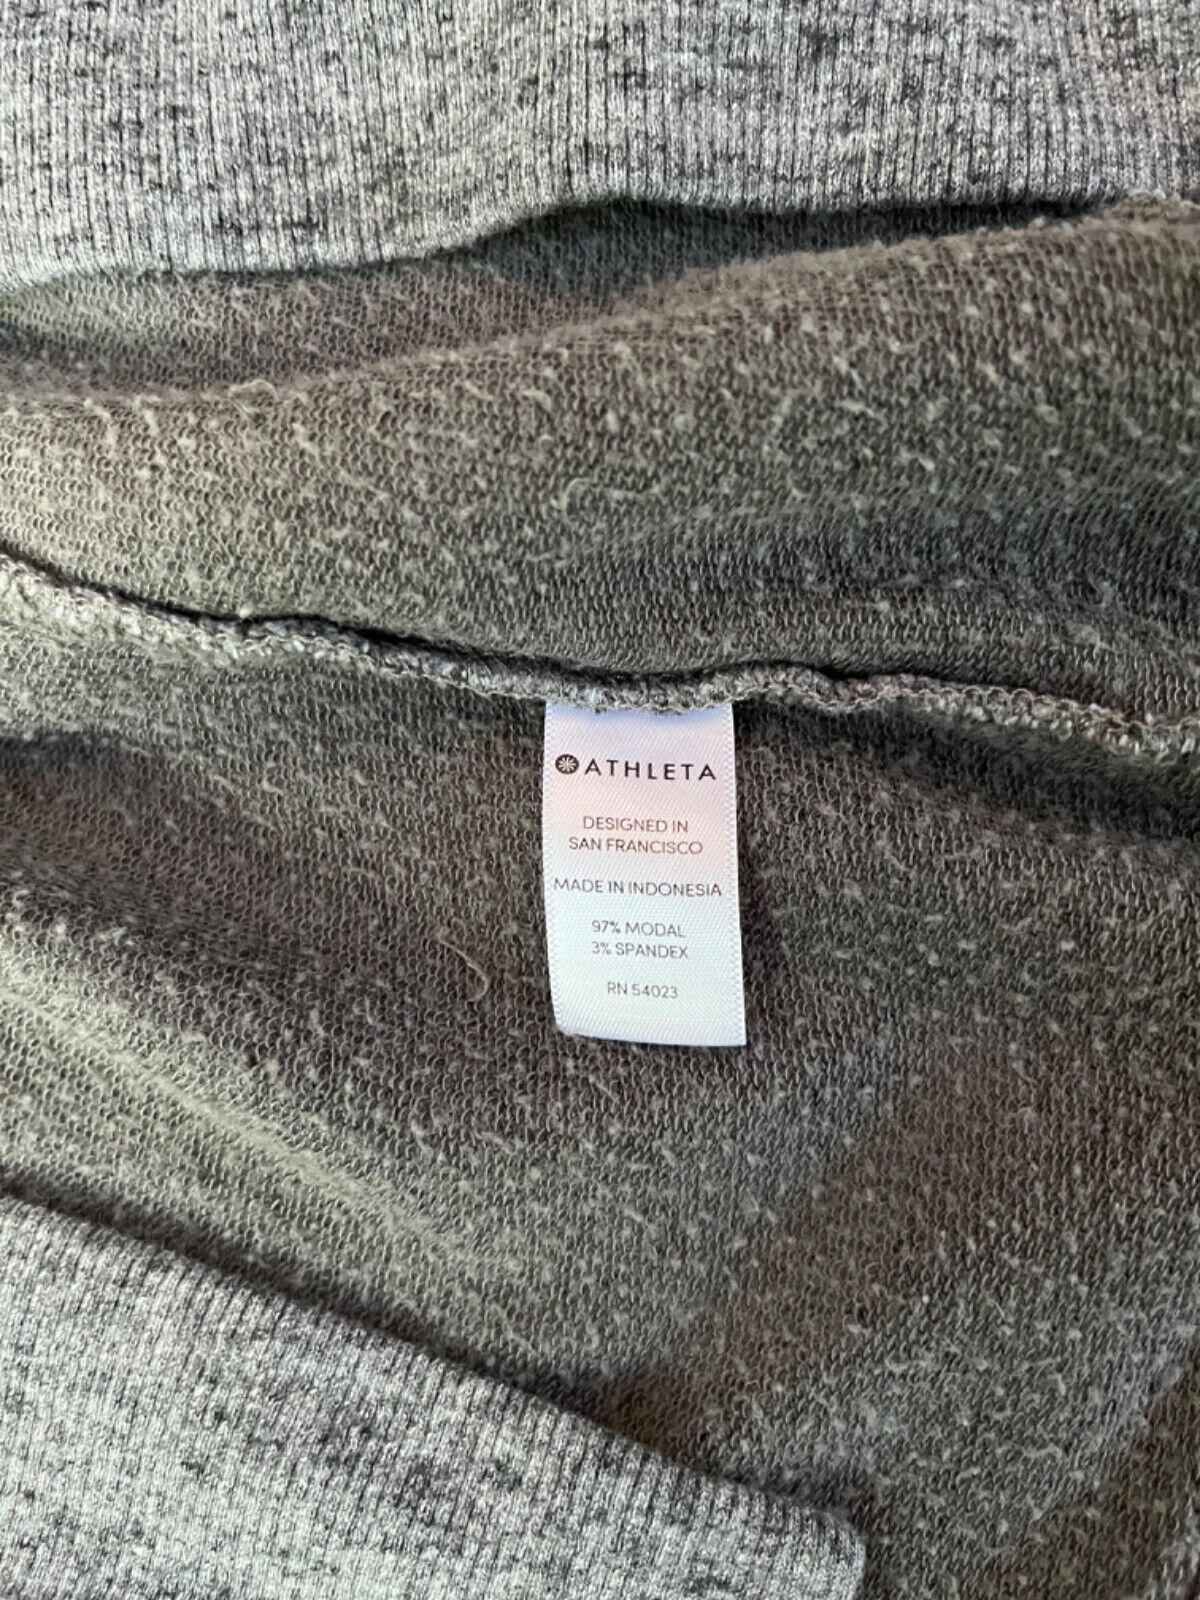 ATHLETA
DESIGNED IN
SAN FRANCISCO
MADE IN INDONESIA
97% MODAL
3% SPANDEX
RN 54023